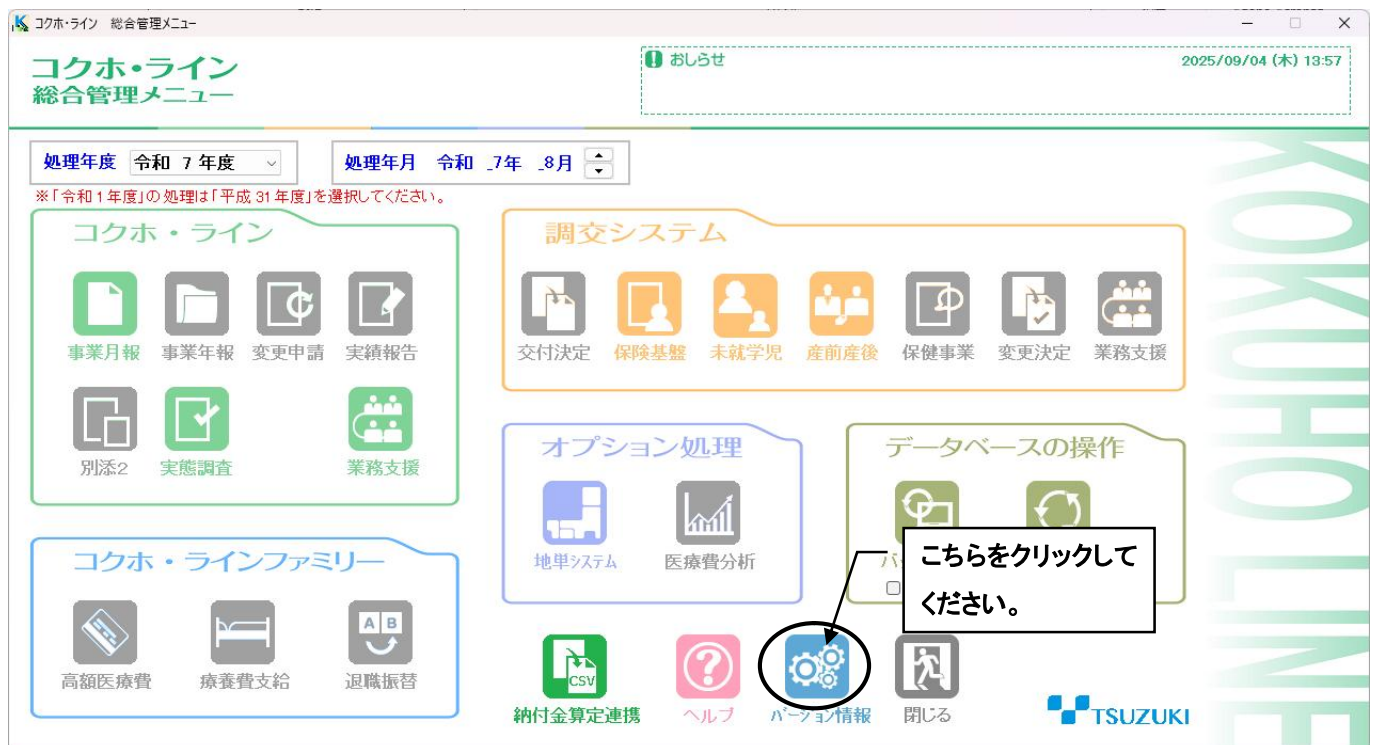 コクホ・ライン 総合管理メニュー
コクホ・ライン
総合管理メニュー
おしらせ
2025/09/04 (木) 13:57
処理年度 令和 7 年度
処理年月 令和 _7年 _8月
※「令和1年度」の処理は「平成31年度」を選択してください。
コクホ・ライン
事業月報 事業年報 変更申請 実績報告
別添2 実態調査 業務支援
調交システム
交付決定 保険基盤 未就学児 産前産後 保健事業 変更決定 業務支援
オプション処理
地単システム 医療費分析
データベースの操作
こちらをクリックして
ください。
コクホ・ラインファミリー
A B
高額医療費 療養費支給 退職振替
CSV
納付金算定連携 ヘルプ バージョン情報 閉じる
TSUZUKI
KOKUHO LINE